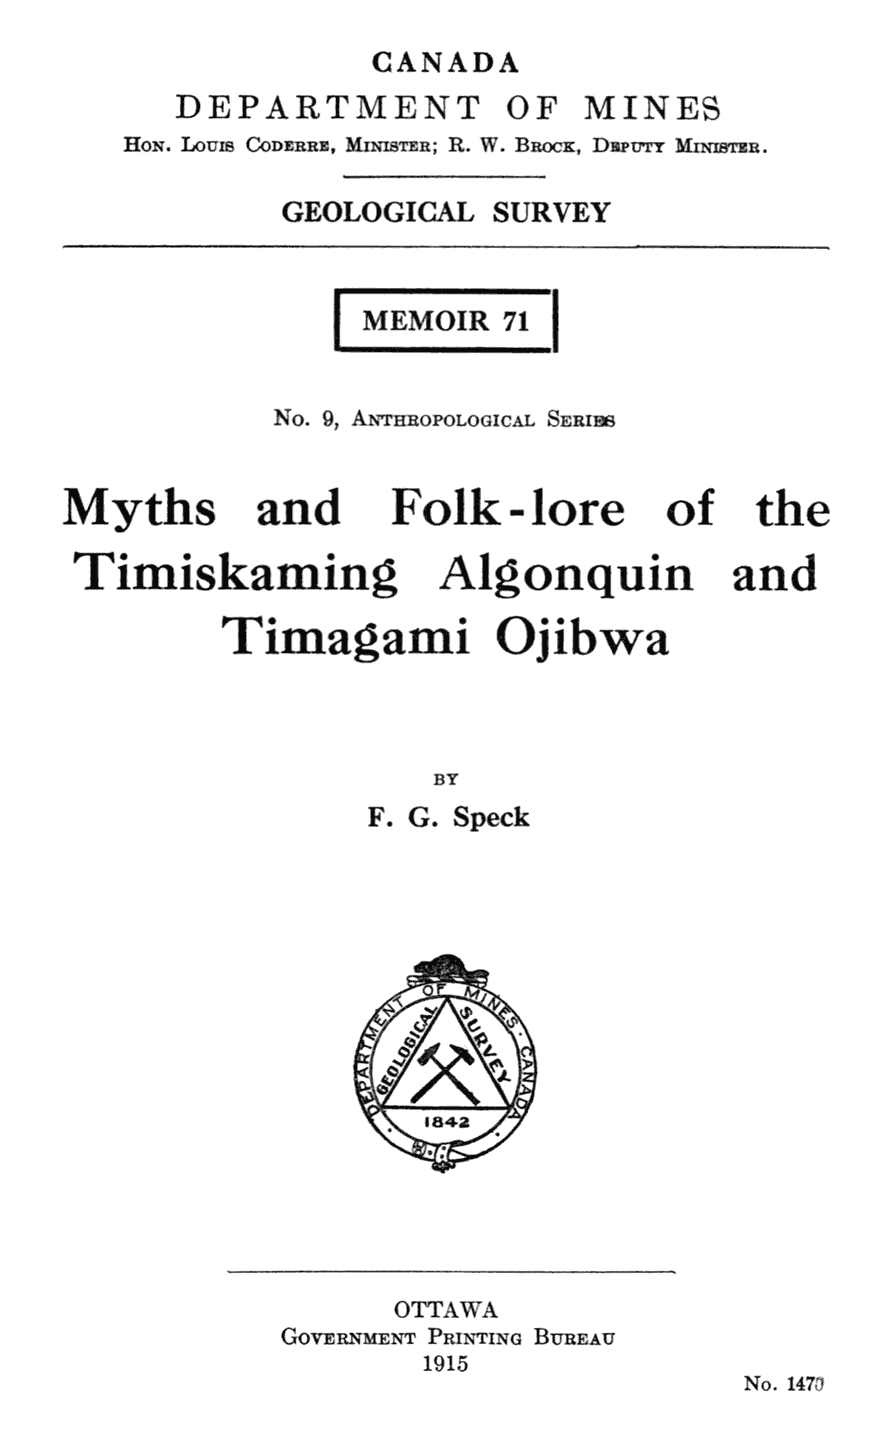 CANADA
DEPARTMENT OF MINES
HON. LOUIS CODERRE, MINISTER; R. W. BROCK, DEPUTY MINISTER.
GEOLOGICAL SURVEY
MEMOIR 71
No. 9, ANTHROPOLOGICAL SERIES
Myths and Folk-lore of the
Timiskaming Algonquin and
Timagami Ojibwa
BY
F. G. Speck
DEPARTMENT OF MINES · CANADA
GEOLOGICAL SURVEY
1842
OTTAWA
GOVERNMENT PRINTING BUREAU
1915
No. 1470